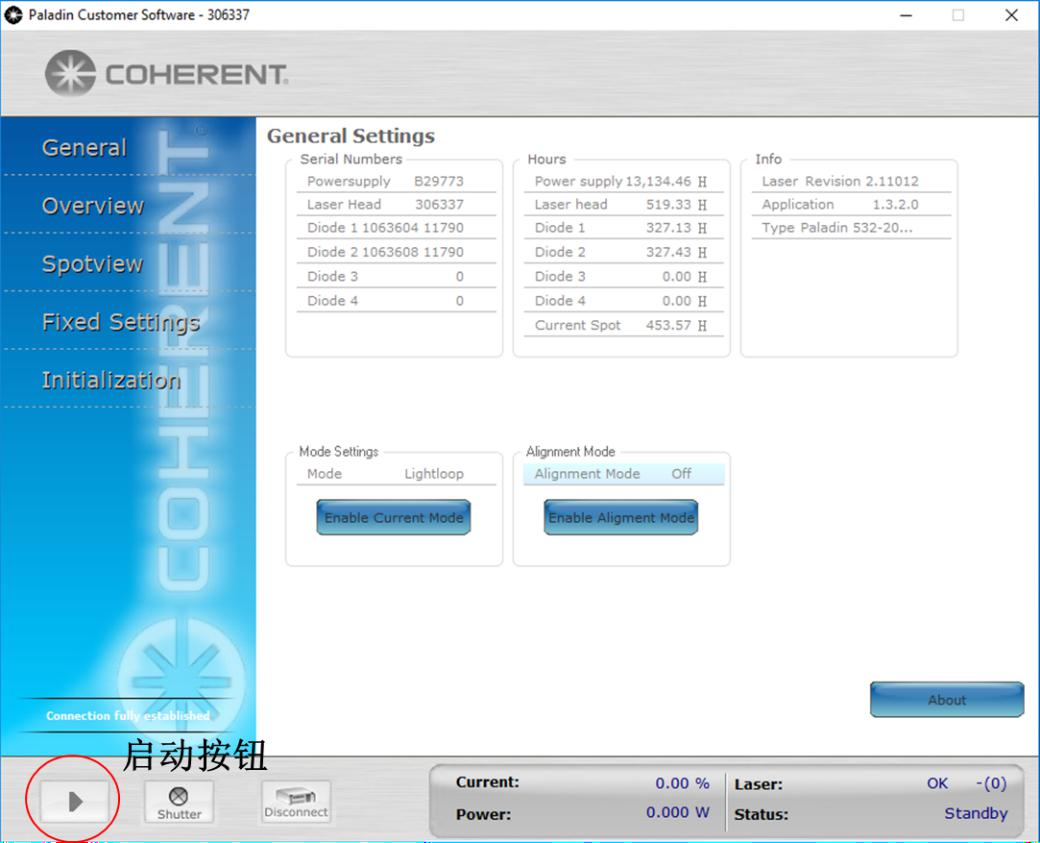 Paladin Customer Software - 306337
COHERENT.
General
Overview
Spotview
Fixed Settings
Initialization
COHERENT
Connection fully established
General Settings
Serial Numbers
Powersupply B29773
Laser Head 306337
Diode 1 1063604 11790
Diode 2 1063608 11790
Diode 3 0
Diode 4 0
Hours
Power supply 13,134.46 H
Laser head 519.33 H
Diode 1 327.13 H
Diode 2 327.43 H
Diode 3 0.00 H
Diode 4 0.00 H
Current Spot 453.57 H
Info
Laser Revision 2.11012
Application 1.3.2.0
Type Paladin 532-20...
Mode Settings
Mode Lightloop
Enable Current Mode
Alignment Mode
Alignment Mode Off
Enable Aligment Mode
About
启动按钮
Shutter
Disconnect
Current: 0.00 %
Power: 0.000 W
Laser: OK -(0)
Status: Standby